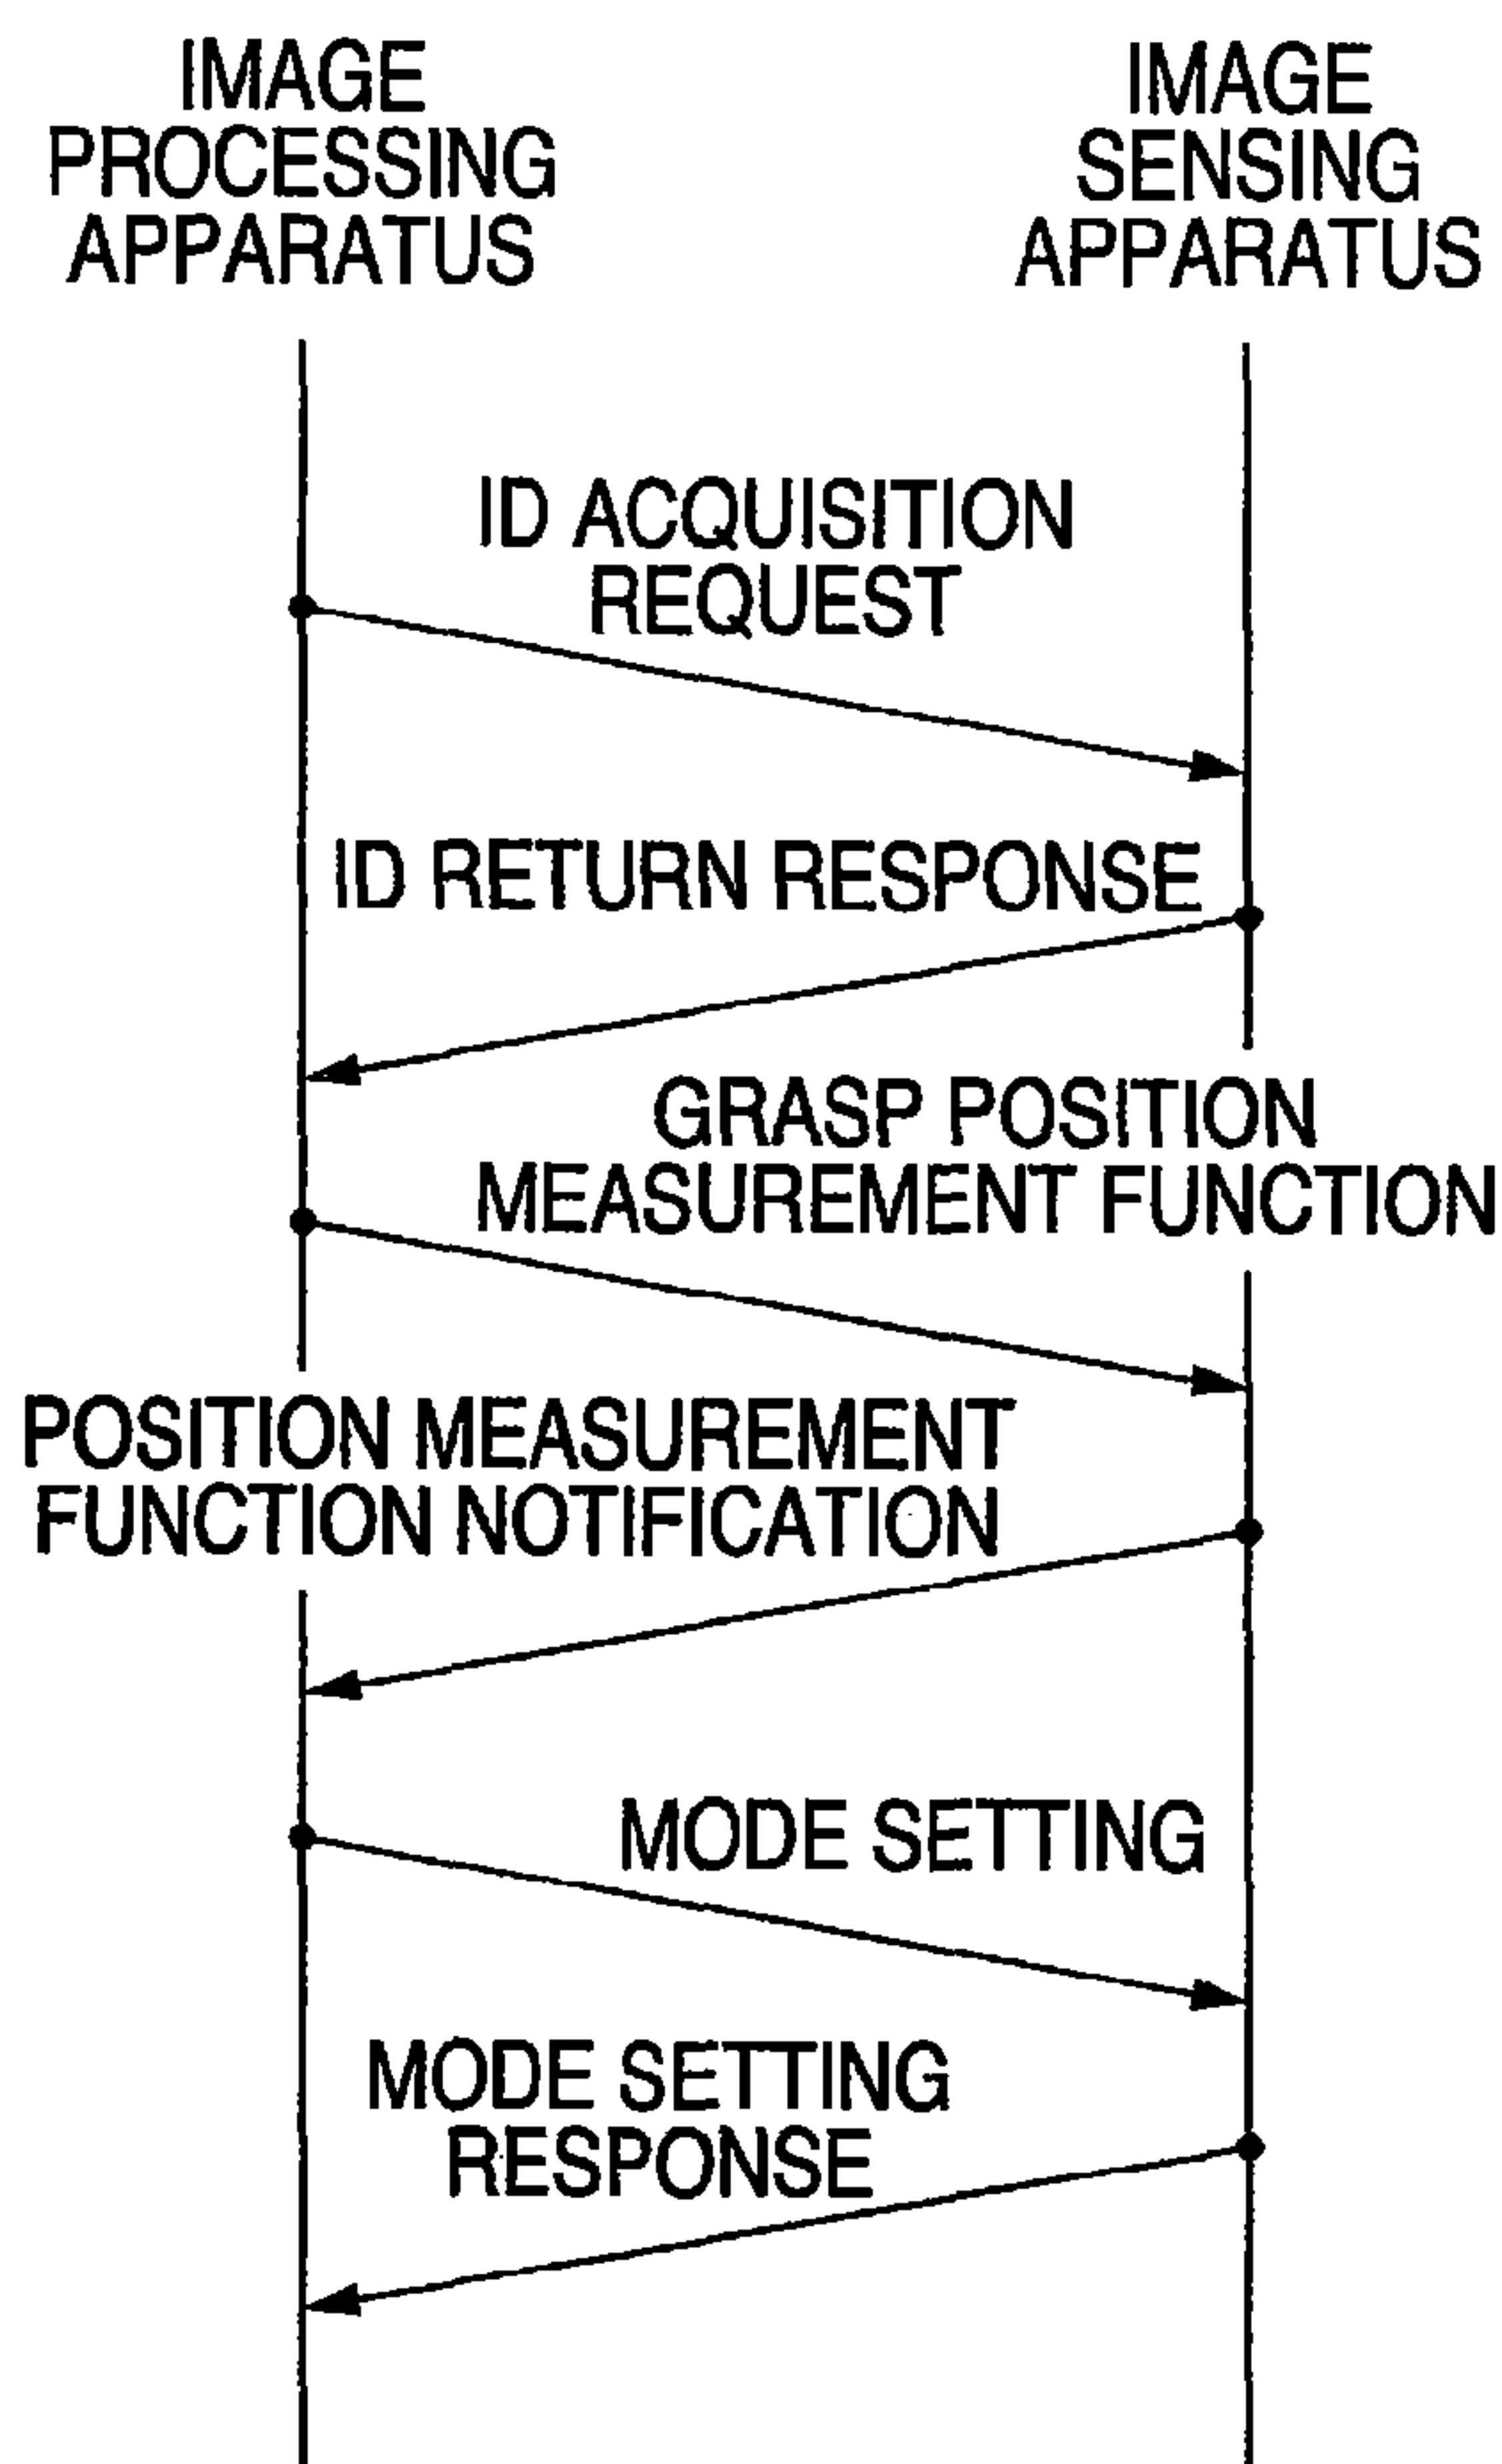 IMAGE
PROCESSING
APPARATUS
IMAGE
SENSING
APPARATUS
ID ACQUISITION
REQUEST
ID RETURN RESPONSE
GRASP POSITION
MEASUREMENT FUNCTION
POSITION MEASUREMENT
FUNCTION NOTIFICATION
MODE SETTING
MODE SETTING
RESPONSE